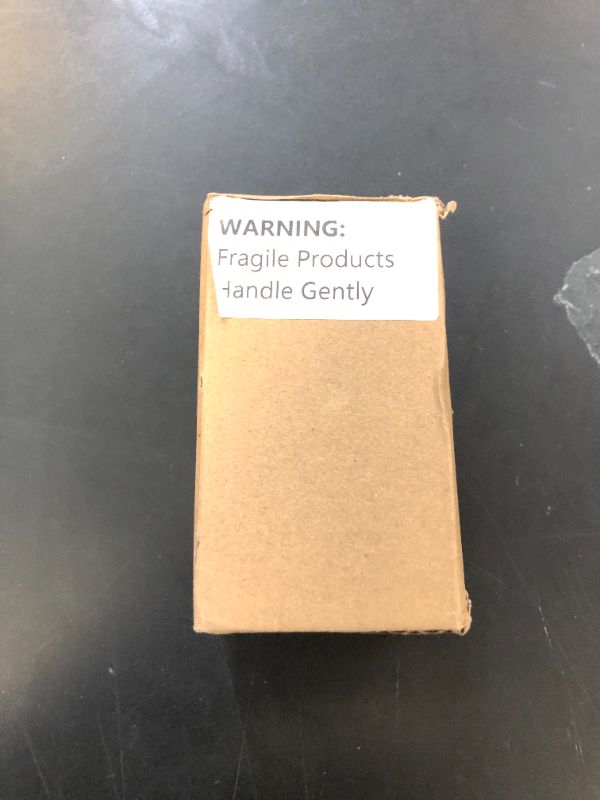 WARNING:
Fragile Products
Handle Gently